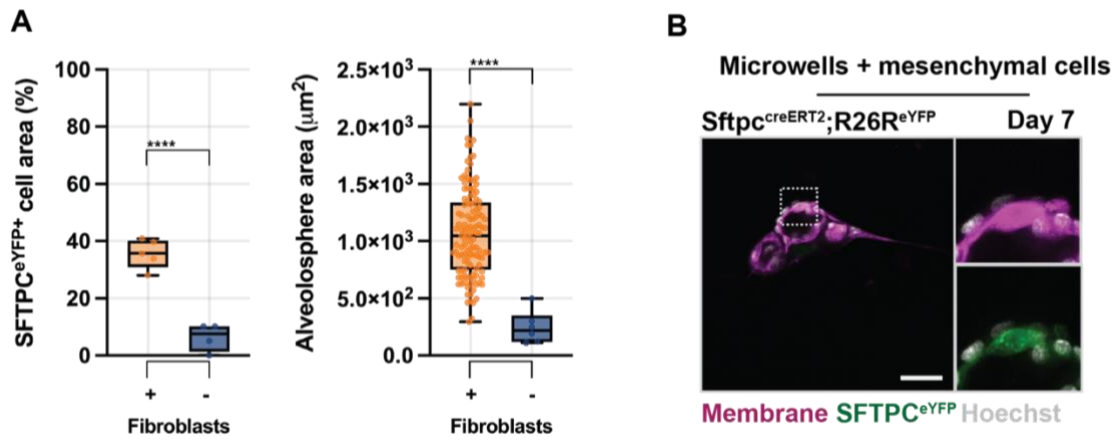 A
SFTPCeYFP+ cell area (%)
100
80
60
40
20
0
****
+ -
Fibroblasts
Alveolosphere area (μm2)
2.5×103
2.0×103
1.5×103
1.0×103
5.0×102
0.0
****
+ -
Fibroblasts
B
Microwells + mesenchymal cells
SftpccreERT2;R26ReYFP Day 7
Membrane SFTPCeYFP Hoechst